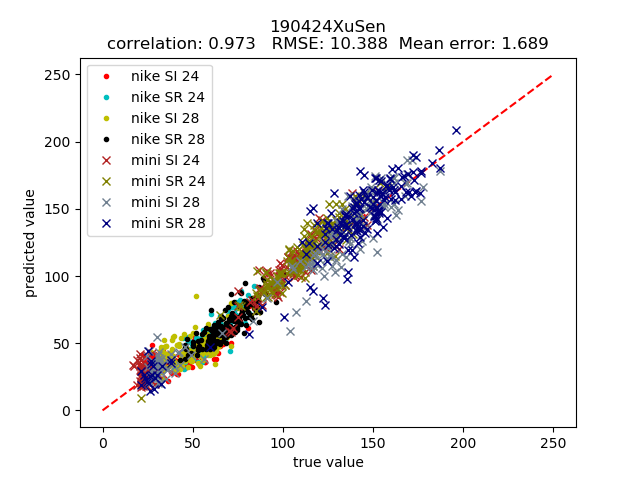 190424XuSen
correlation: 0.973   RMSE: 10.388  Mean error: 1.689
250
200
150
100
50
0
predicted value
nike SI 24
nike SR 24
nike SI 28
nike SR 28
mini SI 24
mini SR 24
mini SI 28
mini SR 28
0 50 100 150 200 250
true value